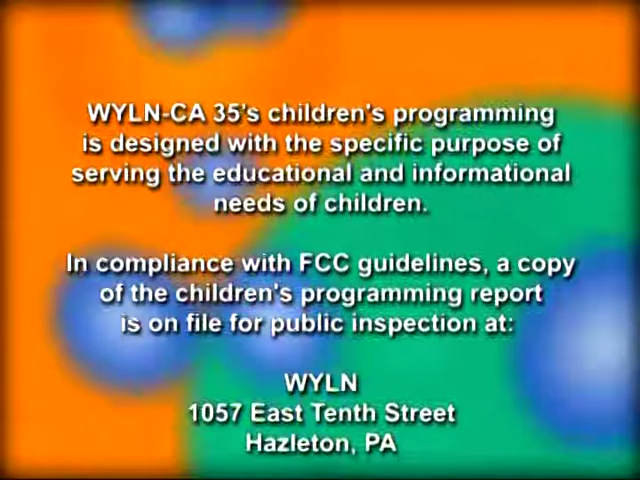 WYLN-CA 35's children's programming
is designed with the specific purpose of
serving the educational and informational
needs of children.
In compliance with FCC guidelines, a copy
of the children's programming report
is on file for public inspection at:
WYLN
1057 East Tenth Street
Hazleton, PA